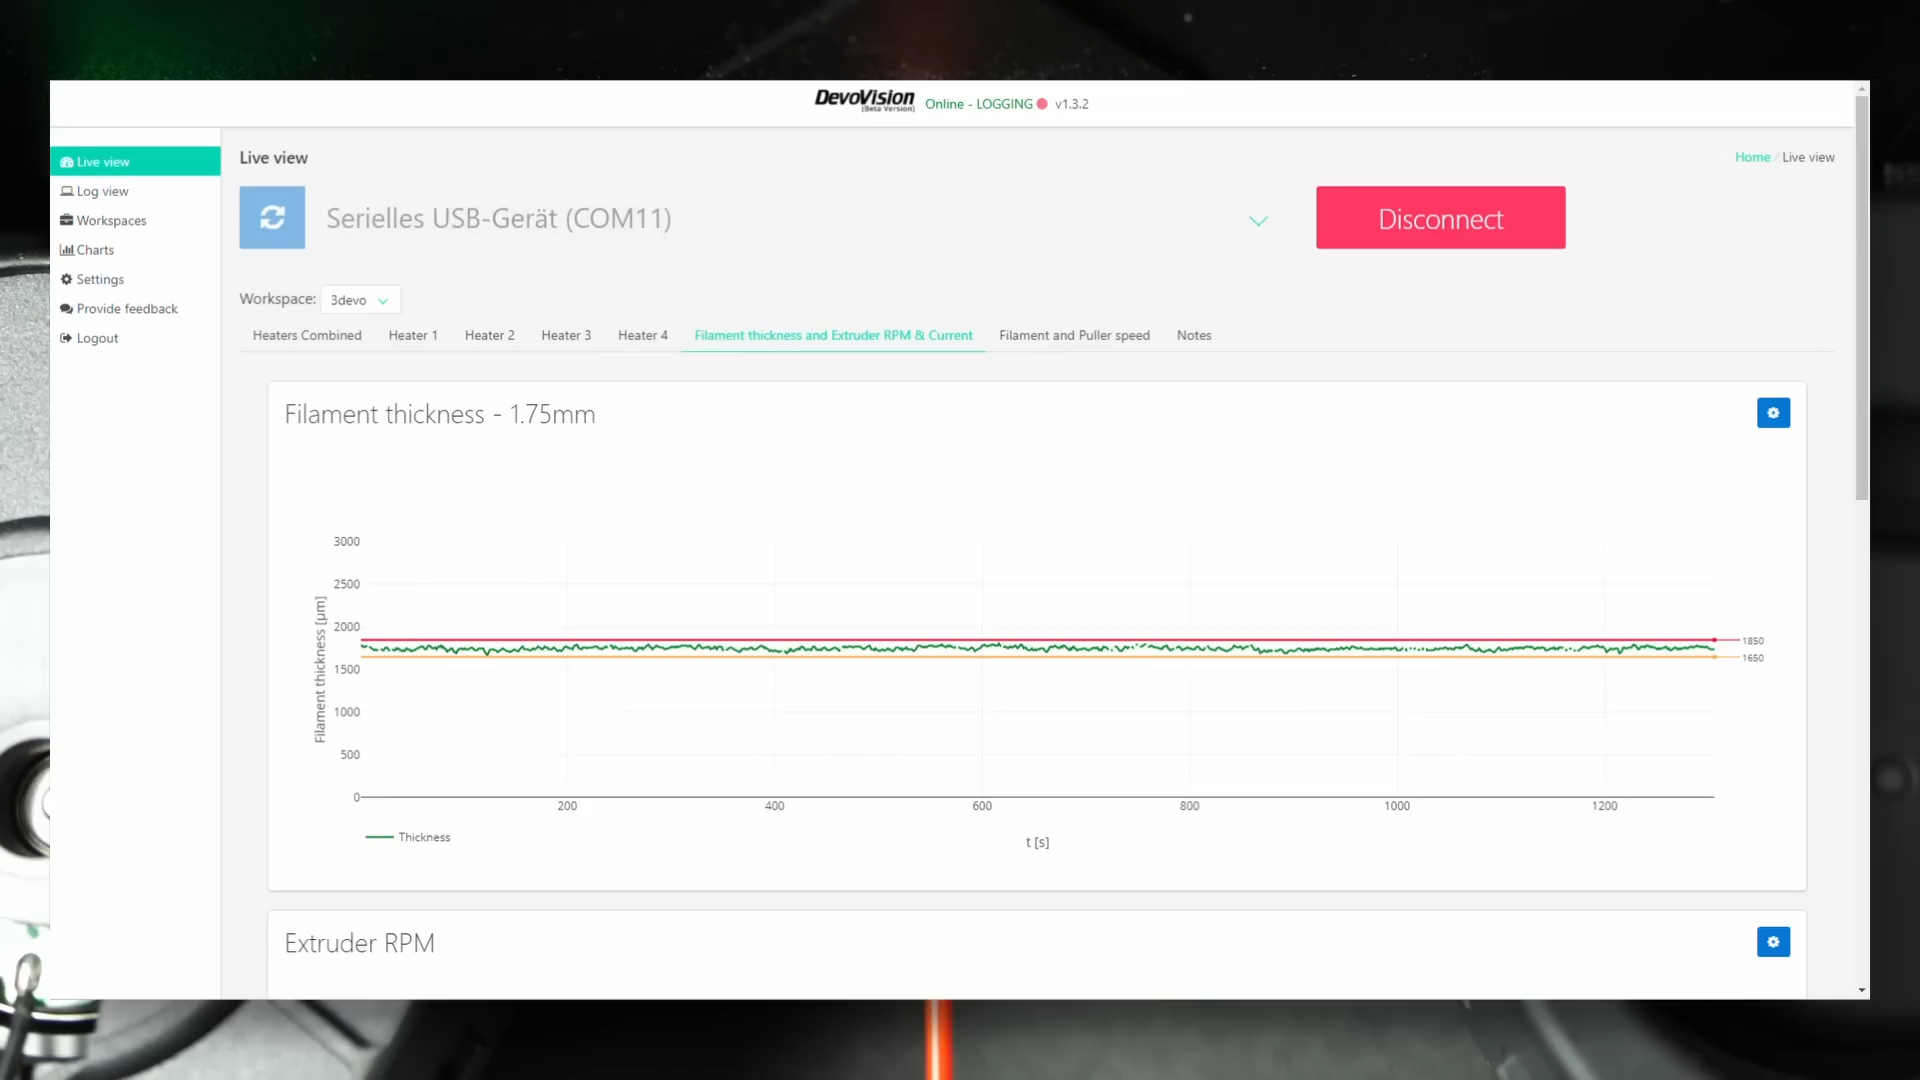 DevoVision
(Beta Version)
Online - LOGGING v1.3.2
Live view
Log view
Workspaces
Charts
Settings
Provide feedback
Logout
Live view
Home / Live view
Serielles USB-Gerät (COM11)
Disconnect
Workspace: 3devo
Heaters Combined Heater 1 Heater 2 Heater 3 Heater 4 Filament thickness and Extruder RPM & Current Filament and Puller speed Notes
Filament thickness - 1.75mm
Filament thickness [µm]
3000
2500
2000
1500
1000
500
0
1850
1650
200 400 600 800 1000 1200
t [s]
Thickness
Extruder RPM